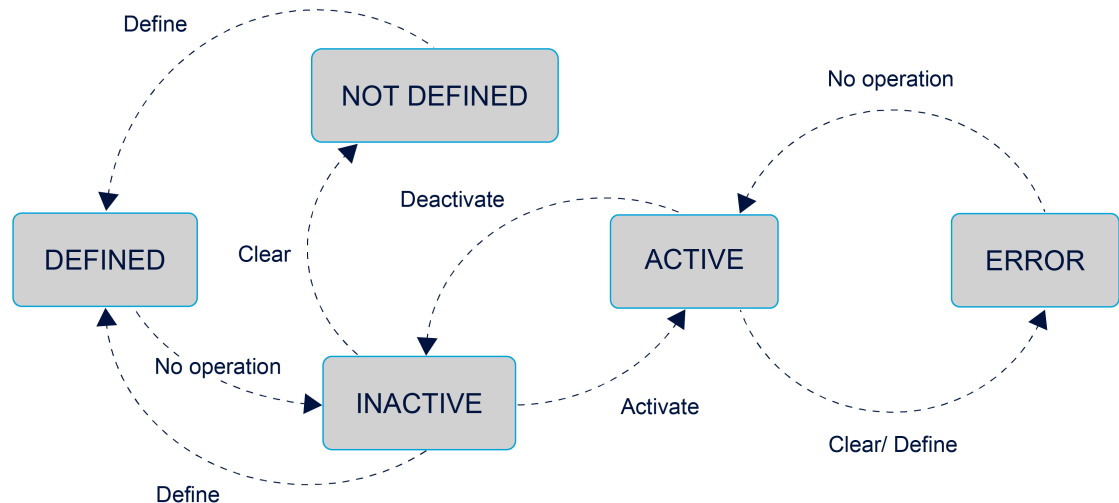 Define
NOT DEFINED
No operation
Deactivate
DEFINED
Clear
ACTIVE
ERROR
No operation
INACTIVE
Activate
Clear/ Define
Define